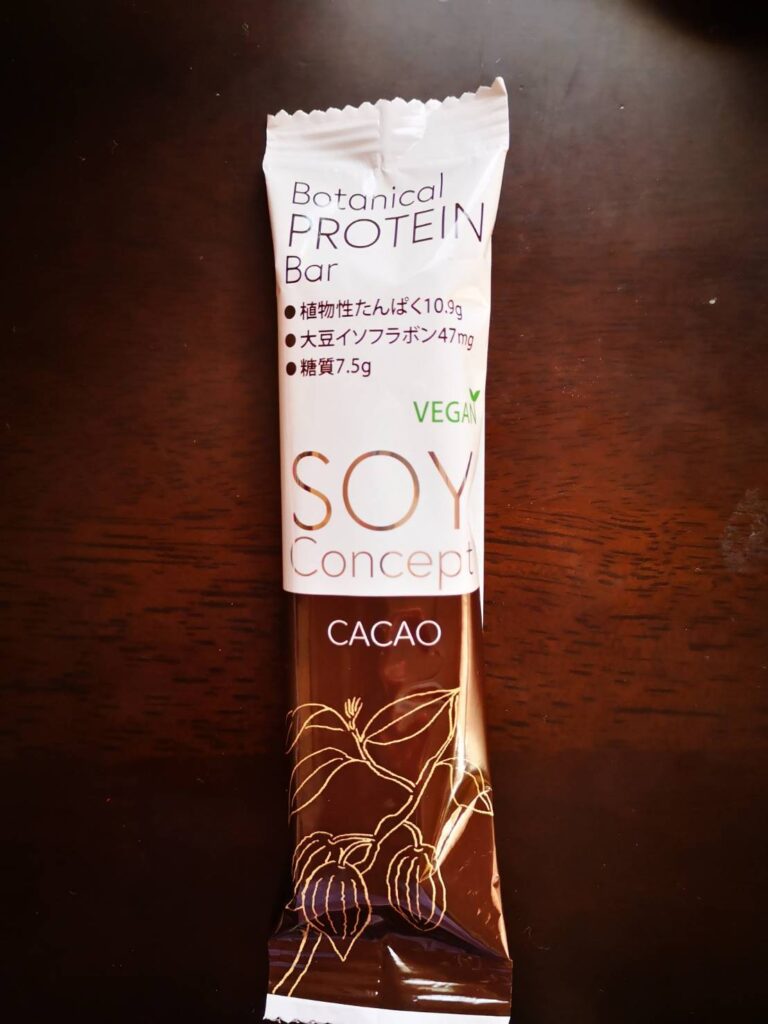 Botanical
PROTEIN
Bar
●植物性たんぱく10.9g
●大豆イソフラボン47mg
●糖質7.5g
VEGAN
SOY
Concept
CACAO